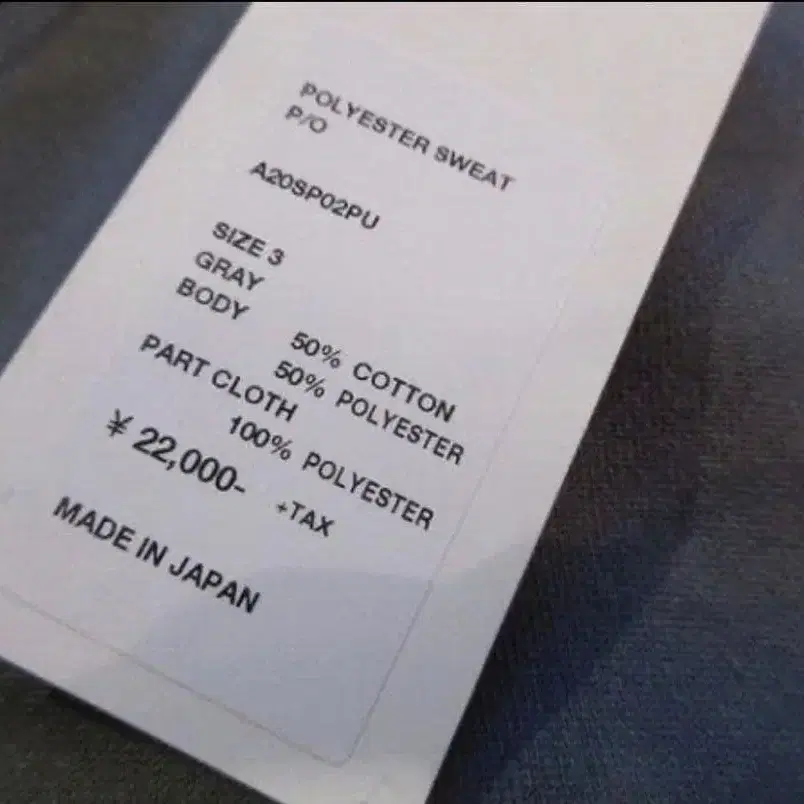 POLYESTER SWEAT
P/O
A20SP02PU
SIZE 3
GRAY
BODY
50% COTTON
50% POLYESTER
PART CLOTH
100% POLYESTER
¥ 22,000- +TAX
MADE IN JAPAN